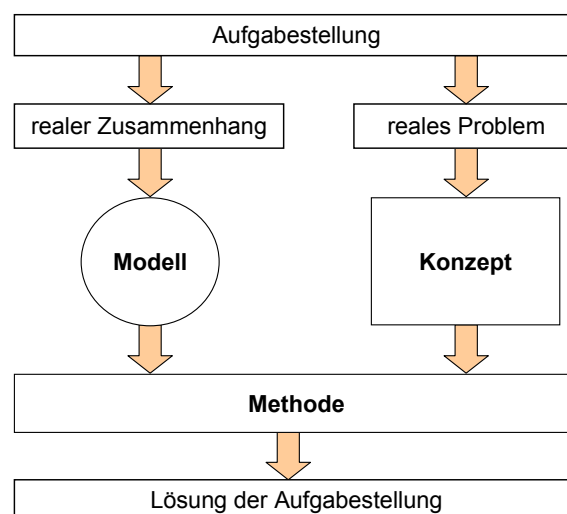 Aufgabestellung
realer Zusammenhang
reales Problem
Modell
Konzept
Methode
Lösung der Aufgabestellung